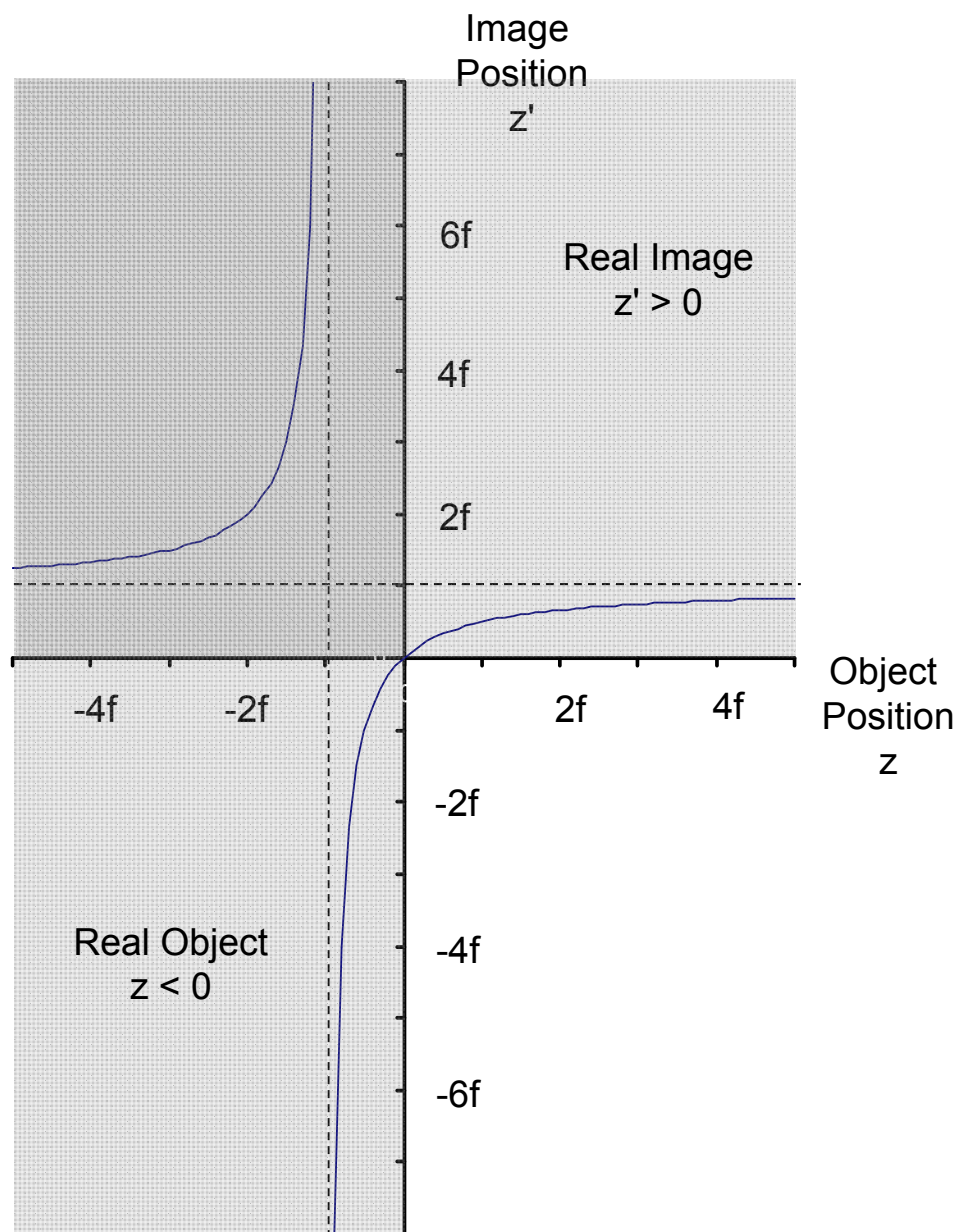 Image
Position
z'
6f
Real Image
z' > 0
4f
2f
-4f
-2f
2f
4f
Object
Position
z
-2f
Real Object
z < 0
-4f
-6f